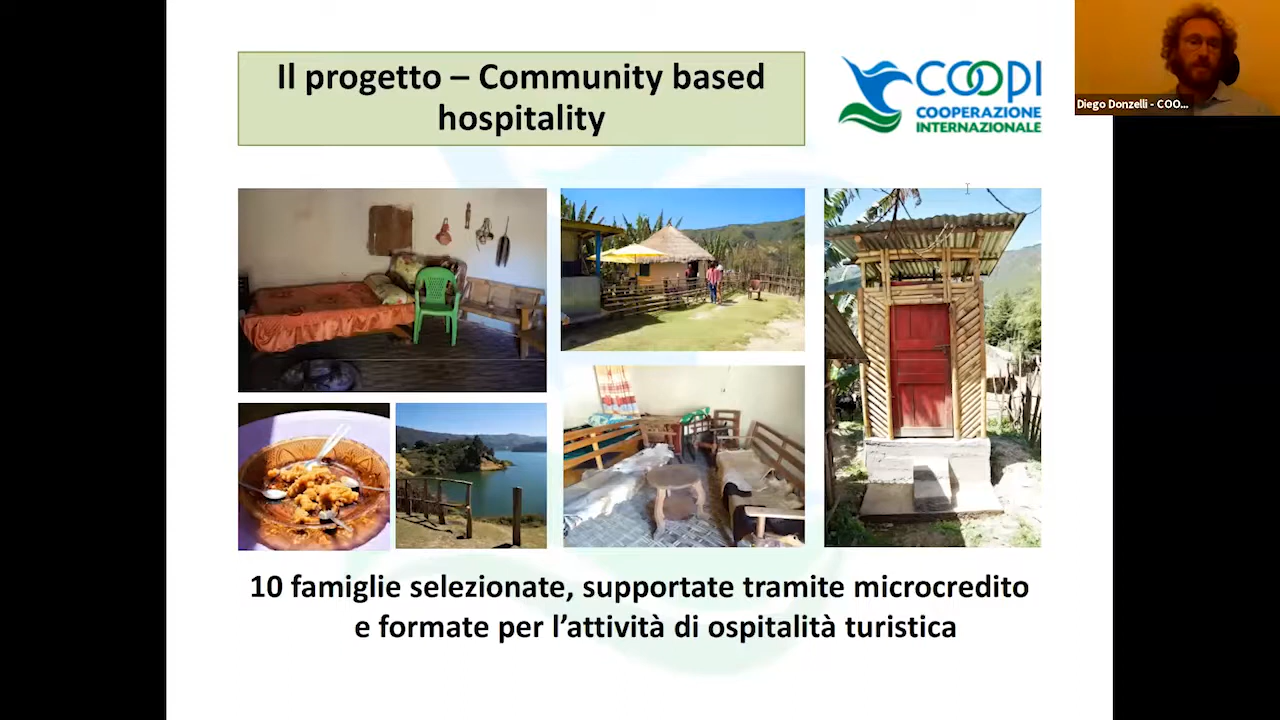 Il progetto – Community based
hospitality
COOPI
COOPERAZIONE
INTERNAZIONALE
Diego Donzelli - COO...
10 famiglie selezionate, supportate tramite microcredito
e formate per l’attività di ospitalità turistica